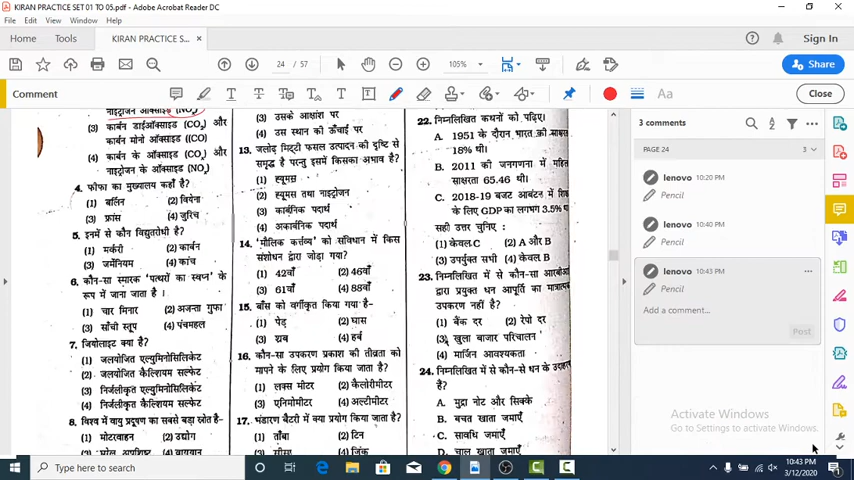 KIRAN PRACTICE SET 01 TO 05.pdf - Adobe Acrobat Reader DC
File Edit View Window Help
Home Tools KIRAN PRACTICE S... × Sign In
24 / 57 105% Share
Comment Aa Close
नाइट्रोजन ऑक्साइड (NO
(3) कार्बन डाईऑक्साइड (CO₂) और
कार्बन मोनो ऑक्साइड ((CO)
(4) कार्बन के ऑक्साइड (CO₂) और
नाइट्रोजन के ऑक्साइड (NO₂)
4. फीफा का मुख्यालय कहाँ है?
(1) बर्लिन (2) वियेना
(3) फ्रांस (4) जुरिच
5. इनमें से कौन विद्युतरोधी है?
(1) मर्करी (2) कार्बन
(3) जर्मेनियम (4) कांच
6. कौन-सा स्मारक 'पत्थरों का स्वप्न' के
रूप में जाना जाता है ।
(1) चार मिनार (2) अजन्ता गुफा
(3) साँची स्तूप (4) पंचमहल
7. जियोलाइट क्या है?
(1) जलयोजित एल्युमिनोसिलिकेट
(2) जलयोजित कैल्शियम सल्फेट
(3) निर्जलीकृत एल्युमिनोसिलिकेट
(4) निर्जलीकृत कैल्शियम सल्फेट
8. विश्व में वायु प्रदूषण का सबसे बड़ा स्रोत है-
(1) मोटरवाहन (2) उद्योग
(3) उसके आक्षांश पर
(4) उस स्थान की ऊँचाई पर
13. जलोढ़ मिट्टी फसल उत्पादन की दृष्टि से
समृद्ध है परन्तु इसमें किसका अभाव है?
(1) ह्यूमस
(2) ह्यूमस तथा नाइट्रोजन
(3) कार्बनिक पदार्थ
(4) अकार्बनिक पदार्थ
14. 'मौलिक कर्त्तव्य' को संविधान में किस
संशोधन द्वारा जोड़ा गया?
(1) 42वाँ (2) 46वाँ
(3) 61वाँ (4) 88वाँ
15. बाँस को वर्गीकृत किया गया है-
(1) पेड़ (2) घास
(3) श्रब (4) हर्ब
16. कौन-सा उपकरण प्रकाश की तीव्रता को
मापने के लिए प्रयोग किया जाता है?
(1) लक्स मीटर (2) कैलोरीमीटर
(3) एनिमोमीटर (4) अल्टीमीटर
17. भंडारण बैटरी में क्या प्रयोग किया जाता है?
(1) ताँबा (2) टिन
(3) सीसा (4) जिंक
22. निम्नलिखित कथनों को पढ़िए।
A. 1951 के दौरान भारत की
18% थी।
B. 2011 की जनगणना में
साक्षरता 65.46 थी।
C. 2018-19 बजट आबंटन में
के लिए GDP का लगभग 3.5%
सही उत्तर चुनिए :
(1) केवल C (2) A और B
(3) उपर्युक्त सभी (4) केवल B
23. निम्नलिखित में से कौन-सा
द्वारा प्रयुक्त धन आपूर्ति का
उपकरण नहीं है?
(1) बैंक दर (2) रेपो दर
(3) खुला बाजार परिचालन
(4) मार्जिन आवश्यकता
24. निम्नलिखित में से कौन-से धन के
है?
A. मुद्रा नोट और सिक्के
B. बचत खाता जमाएँ
C. सावधि जमाएँ
D. चालू खाता जमाएँ
3 comments
PAGE 24 3
lenovo 10:20 PM
Pencil
lenovo 10:40 PM
Pencil
lenovo 10:43 PM
Pencil
Add a comment...
Post
Activate Windows
Go to Settings to activate Windows.
Type here to search
10:43 PM
3/12/2020